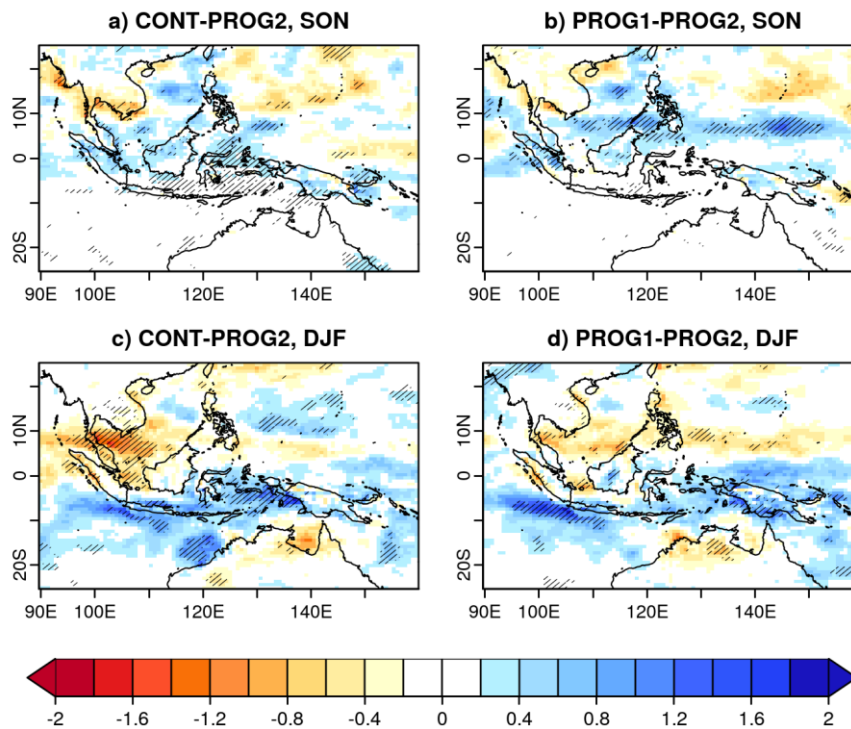 a) CONT-PROG2, SON
b) PROG1-PROG2, SON
10N
0
20S
90E 100E 120E 140E
10N
0
20S
90E 100E 120E 140E
c) CONT-PROG2, DJF
d) PROG1-PROG2, DJF
10N
0
20S
90E 100E 120E 140E
10N
0
20S
90E 100E 120E 140E
-2 -1.6 -1.2 -0.8 -0.4 0 0.4 0.8 1.2 1.6 2